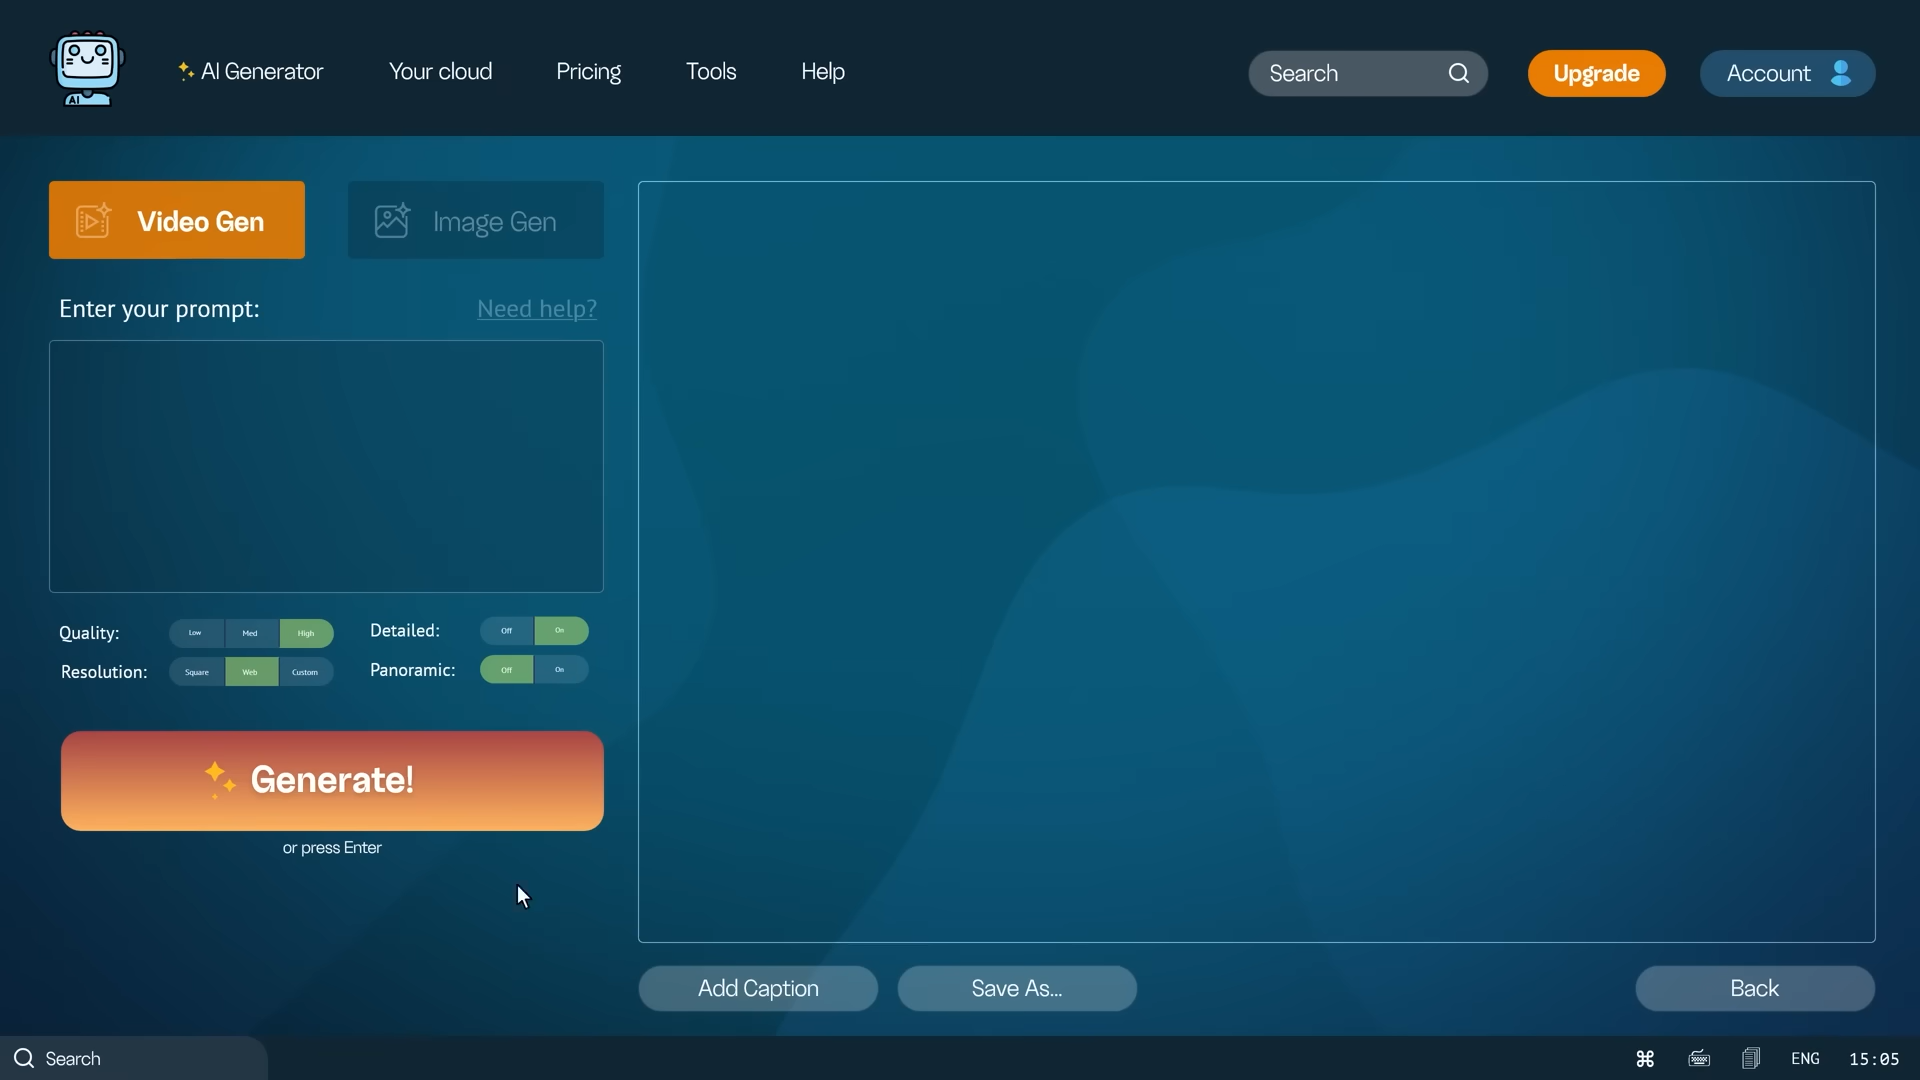 AI
AI Generator
Your cloud
Pricing
Tools
Help
Search
Upgrade
Account
Video Gen
Image Gen
Enter your prompt:
Need help?
Quality:
Low
Med
High
Detailed:
Off
On
Resolution:
Square
Web
Custom
Panoramic:
Off
On
Generate!
or press Enter
Add Caption
Save As...
Back
Search
ENG
15:05